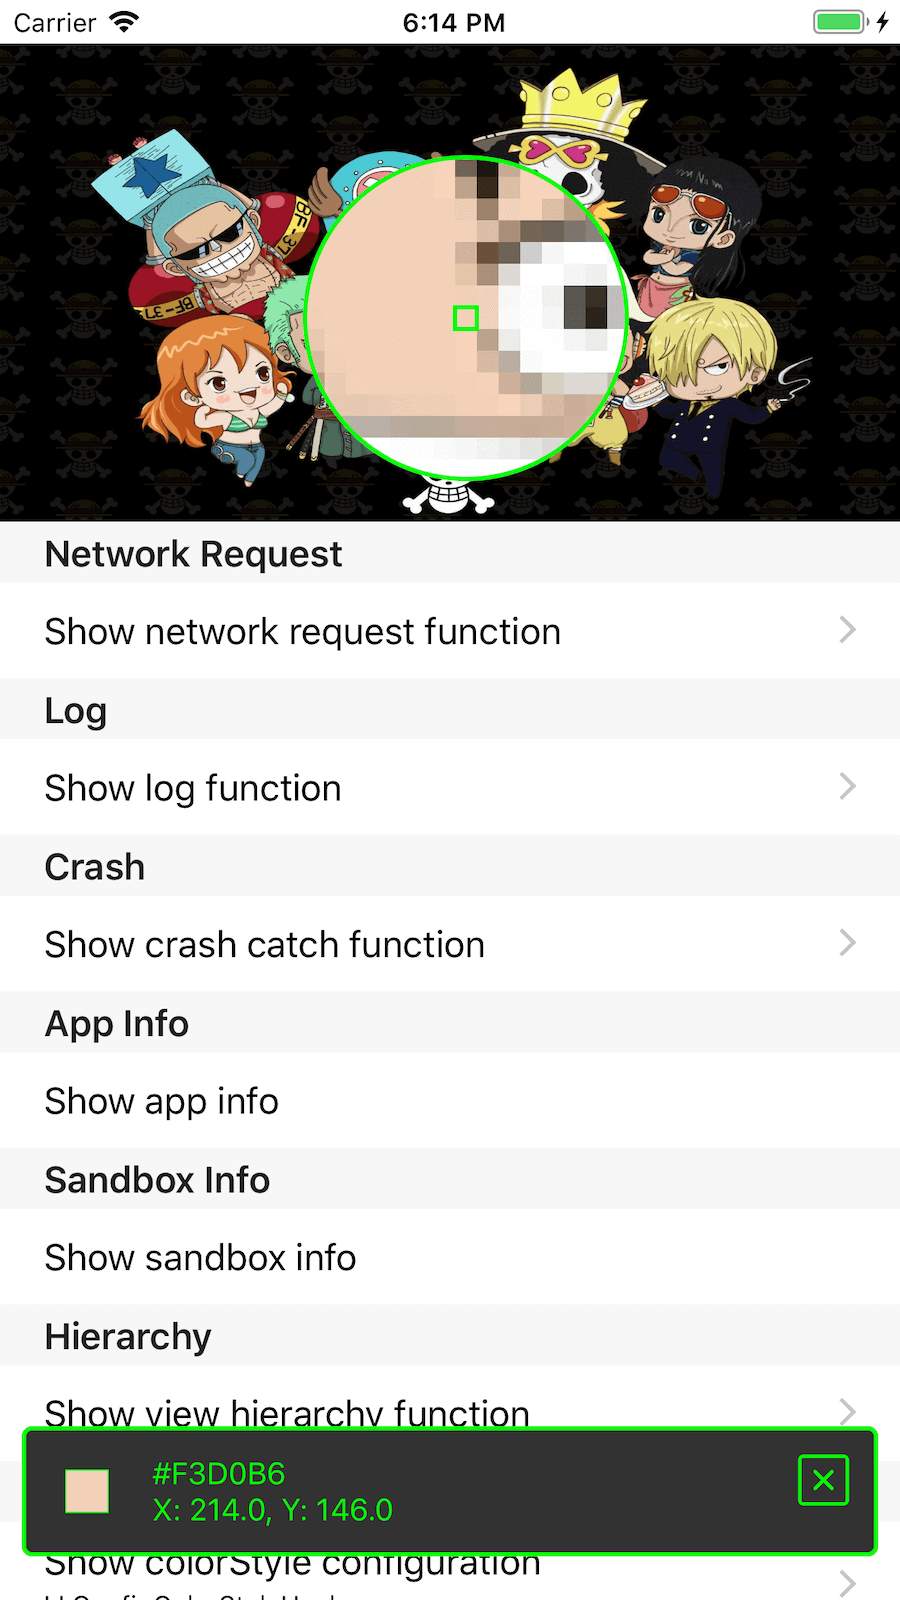 Carrier 6:14 PM
BF-37
BF-37
Network Request
Show network request function
Log
Show log function
Crash
Show crash catch function
App Info
Show app info
Sandbox Info
Show sandbox info
Hierarchy
Show view hierarchy function
#F3D0B6
X: 214.0, Y: 146.0
Show colorStyle configuration